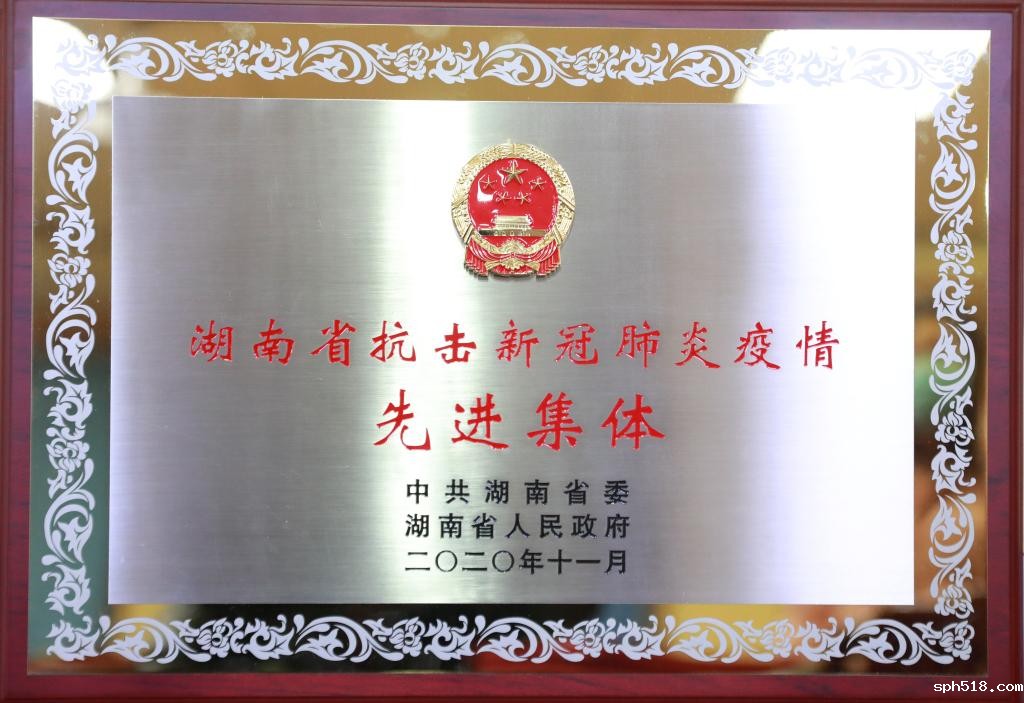 湖南省抗击新冠肺炎疫情
先进集体
中共湖南省委
湖南省人民政府
二〇二〇年十一月
sph518.com